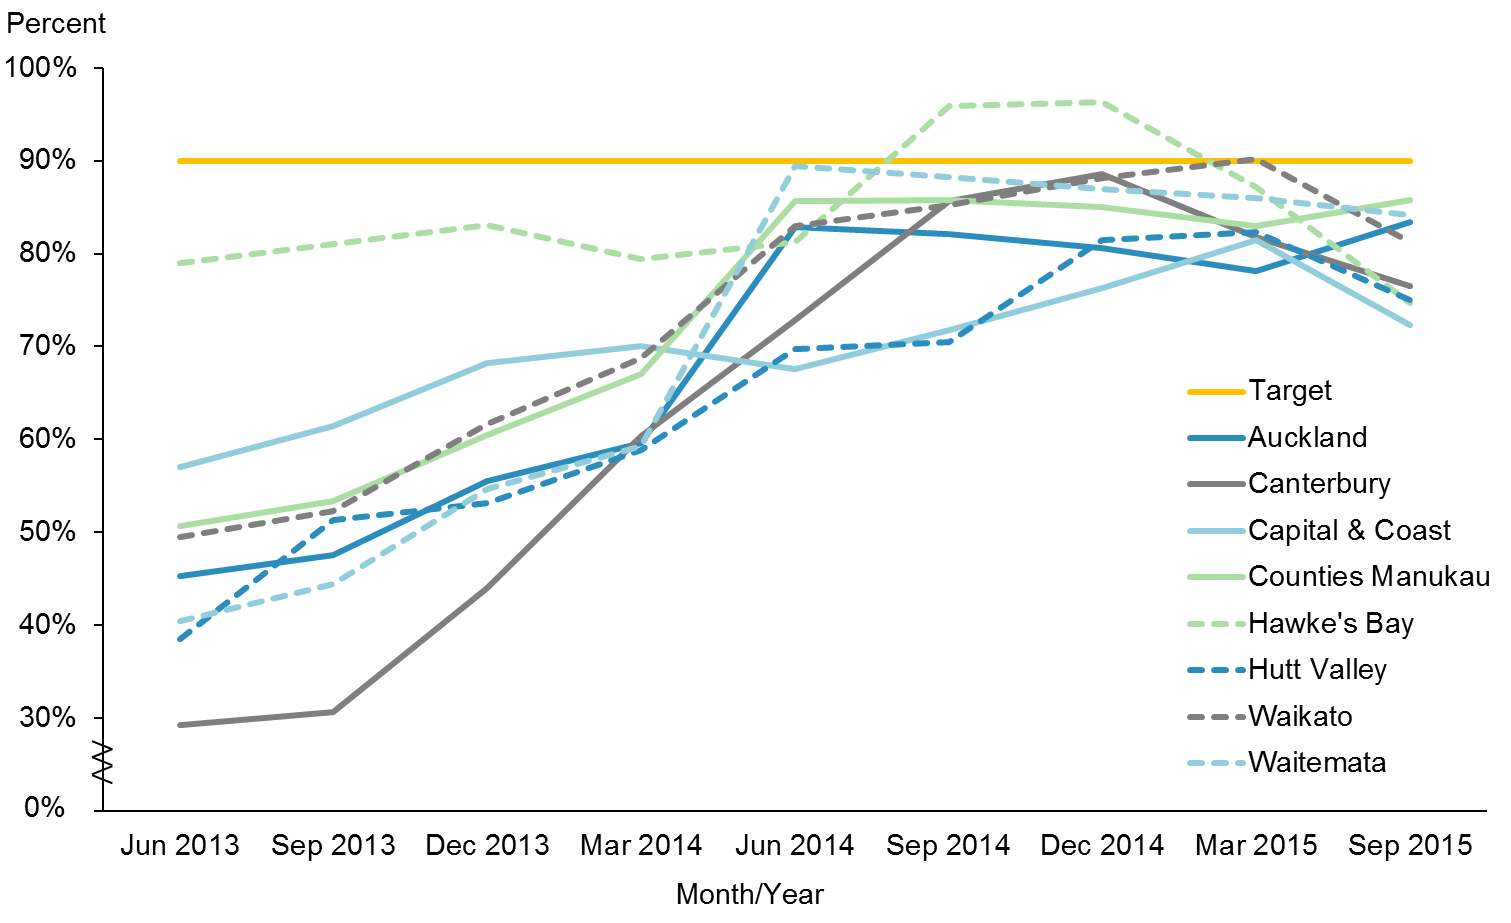 Percent
100%
90%
80%
70%
60%
50%
40%
30%
0%
Target
Auckland
Canterbury
Capital & Coast
Counties Manukau
Hawke's Bay
Hutt Valley
Waikato
Waitemata
Jun 2013 Sep 2013 Dec 2013 Mar 2014 Jun 2014 Sep 2014 Dec 2014 Mar 2015 Sep 2015
Month/Year